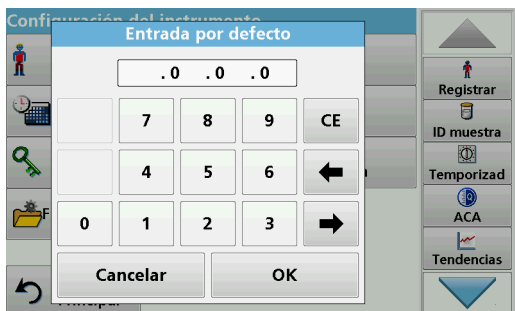 Configuración del instrumento
Entrada por defecto
.0 .0 .0
7 8 9 CE
4 5 6
0 1 2 3
Cancelar OK
Principal
F
Registrar
ID muestra
Temporizad
ACA
Tendencias